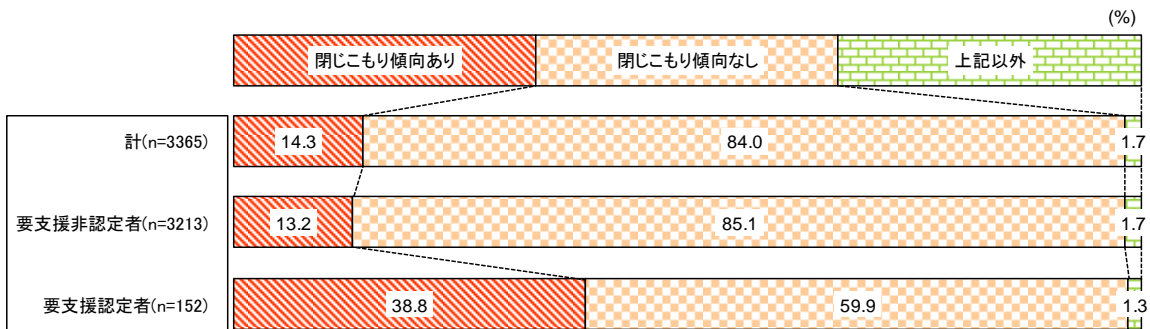 (%)
閉じこもり傾向あり 閉じこもり傾向なし 上記以外
計(n=3365) 14.3 84.0 1.7
要支援非認定者(n=3213) 13.2 85.1 1.7
要支援認定者(n=152) 38.8 59.9 1.3